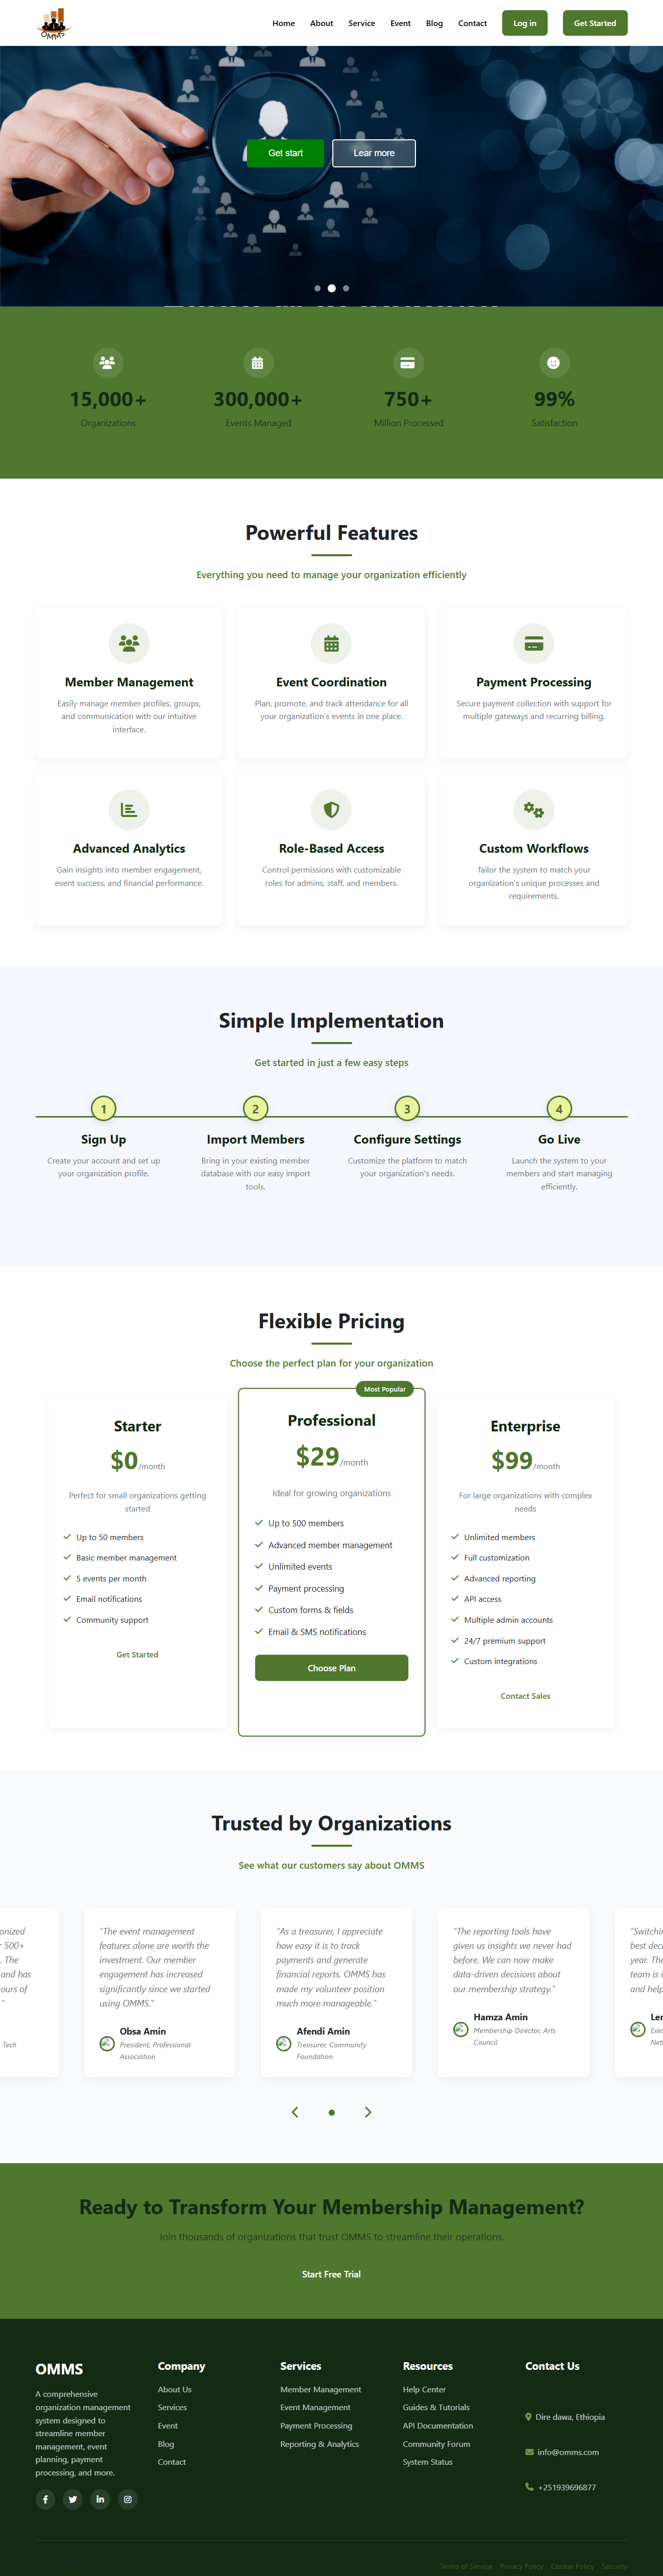 OMMS
Home About Service Event Blog Contact Log in Get Started
Get start Lear more
15,000+ 300,000+ 750+ 99%
Organizations Events Managed Million Processed Satisfaction
Powerful Features
Everything you need to manage your organization efficiently
Member Management
Easily manage member profiles, groups,
and communication with our intuitive
interface.
Event Coordination
Plan, promote, and track attendance for all
your organization's events in one place.
Payment Processing
Secure payment collection with support for
multiple gateways and recurring billing.
Advanced Analytics
Gain insights into member engagement,
event success, and financial performance.
Role-Based Access
Control permissions with customizable
roles for admins, staff, and members.
Custom Workflows
Tailor the system to match your
organization's unique processes and
requirements.
Simple Implementation
Get started in just a few easy steps
1
Sign Up
Create your account and set up
your organization profile.
2
Import Members
Bring in your existing member
database with our easy import
tools.
3
Configure Settings
Customize the platform to match
your organization's needs.
4
Go Live
Launch the system to your
members and start managing
efficiently.
Flexible Pricing
Choose the perfect plan for your organization
Starter
$0/month
Perfect for small organizations getting
started
Up to 50 members
Basic member management
5 events per month
Email notifications
Community support
Get Started
Most Popular
Professional
$29/month
Ideal for growing organizations
Up to 500 members
Advanced member management
Unlimited events
Payment processing
Custom forms & fields
Email & SMS notifications
Choose Plan
Enterprise
$99/month
For large organizations with complex
needs
Unlimited members
Full customization
Advanced reporting
API access
Multiple admin accounts
24/7 premium support
Custom integrations
Contact Sales
Trusted by Organizations
See what our customers say about OMMS
500+
The
and has
ours of
"
Tech
"The event management
features alone are worth the
investment. Our member
engagement has increased
significantly since we started
using OMMS."
Obsa Amin
President, Professional
Association
"As a treasurer, I appreciate
how easy it is to track
payments and generate
financial reports. OMMS has
made my volunteer position
much more manageable."
Afendi Amin
Treasurer, Community
Foundation
"The reporting tools have
given us insights we never had
before. We can now make
data-driven decisions about
our membership strategy."
Hamza Amin
Membership Director, Arts
Council
best
year. The
team is
and help
Ready to Transform Your Membership Management?
Join thousands of organizations that trust OMMS to streamline their operations.
Start Free Trial
OMMS
A comprehensive
organization management
system designed to
streamline member
management, event
planning, payment
processing, and more.
Company
About Us
Services
Event
Blog
Contact
Services
Member Management
Event Management
Payment Processing
Reporting & Analytics
Resources
Help Center
Guides & Tutorials
API Documentation
Community Forum
System Status
Contact Us
Dire dawa, Ethiopia
info@omms.com
+251939696877
Terms of Service Privacy Policy Cookie Policy Security